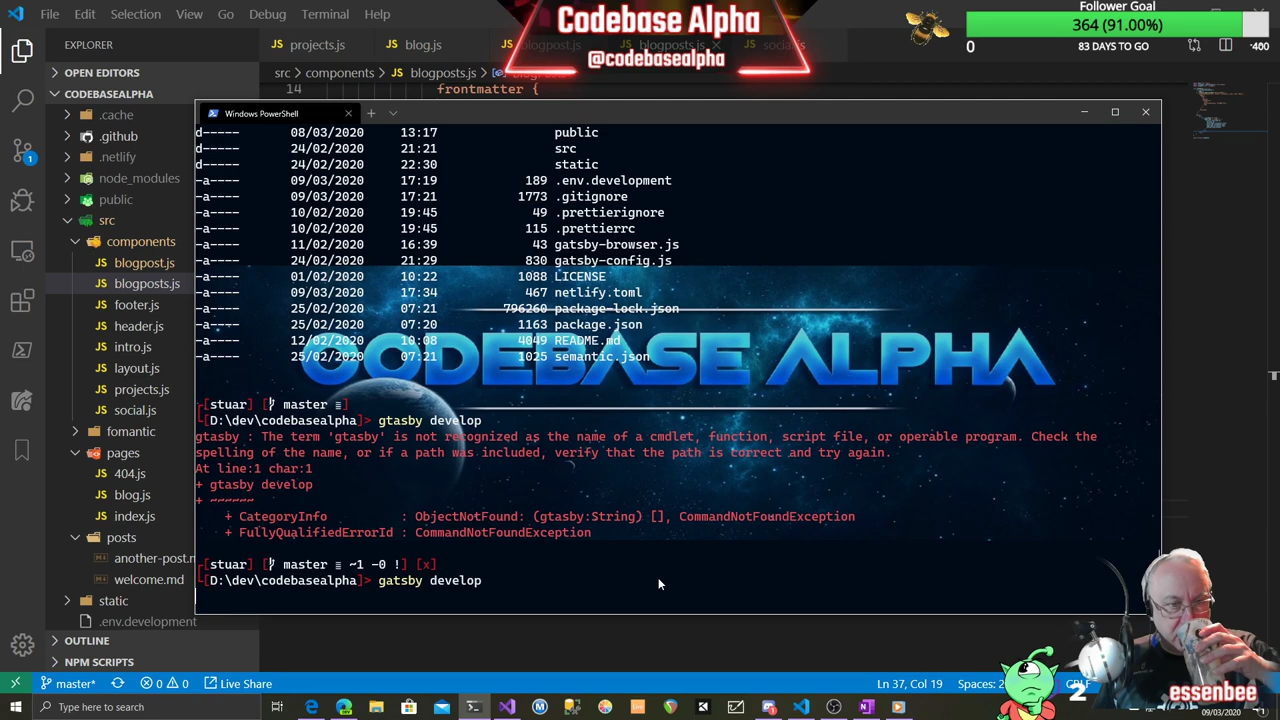 File Edit Selection View Go Debug Terminal Help
Codebase Alpha
@codebasealpha
Follower Goal
364 (91.00%)
0
83 DAYS TO GO
400
EXPLORER
projects.js
blog.js
blogpost.js
blogposts.js
social.js
OPEN EDITORS
src > components > JS blogposts.js >
CODEBASEALPHA
14 frontmatter {
.cache
.github
.netlify
node_modules
public
src
components
blogpost.js
blogposts.js
footer.js
header.js
intro.js
layout.js
projects.js
social.js
fomantic
pages
404.js
blog.js
index.js
posts
another-post.m
welcome.md
static
.env.development
OUTLINE
NPM SCRIPTS
Windows PowerShell
d----- 08/03/2020 13:17 public
d----- 24/02/2020 21:21 src
d----- 24/02/2020 22:30 static
-a---- 09/03/2020 17:19 189 .env.development
-a---- 09/03/2020 17:21 1773 .gitignore
-a---- 10/02/2020 19:45 49 .prettierignore
-a---- 10/02/2020 19:45 115 .prettierrc
-a---- 11/02/2020 16:39 43 gatsby-browser.js
-a---- 24/02/2020 21:29 830 gatsby-config.js
-a---- 01/02/2020 10:22 1088 LICENSE
-a---- 09/03/2020 17:34 467 netlify.toml
-a---- 25/02/2020 07:21 796260 package-lock.json
-a---- 25/02/2020 07:20 1163 package.json
-a---- 12/02/2020 10:08 4049 README.md
-a---- 25/02/2020 07:21 1025 semantic.json
CODEBASE ALPHA
[stuar] [ master ≡]
[D:\dev\codebasealpha]> gtasby develop
gtasby : The term 'gtasby' is not recognized as the name of a cmdlet, function, script file, or operable program. Check the
spelling of the name, or if a path was included, verify that the path is correct and try again.
At line:1 char:1
+ gtasby develop
+ ~~~~~~
+ CategoryInfo : ObjectNotFound: (gtasby:String) [], CommandNotFoundException
+ FullyQualifiedErrorId : CommandNotFoundException
[stuar] [ master ≡ ~1 -0 !] [x]
[D:\dev\codebasealpha]> gatsby develop
master* 0 0 Live Share
Ln 37, Col 19 Spaces: 2 CRLF
2
essenbee
Type here to search
09/03/2020